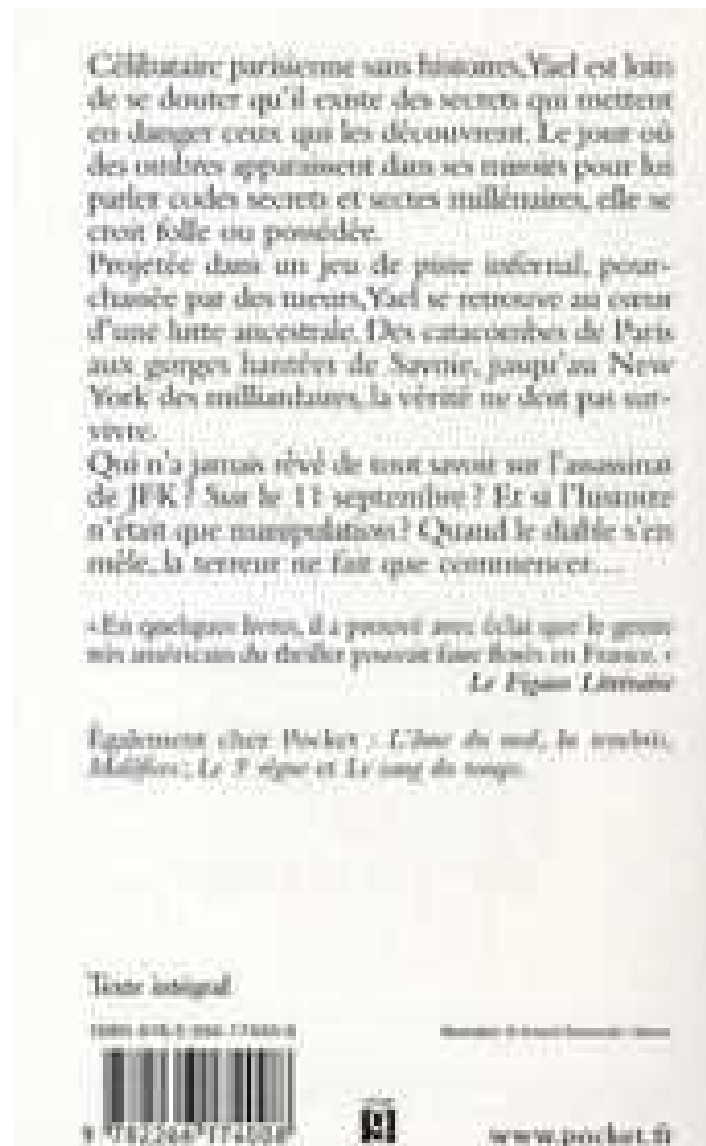 Célibataire parisienne sans histoires, Yael est loin
de se douter qu'il existe des secrets qui mettent
en danger ceux qui les découvrent. Le jour où
des ombres apparaissent dans ses miroirs pour lui
parler codes secrets et sectes millénaires, elle se
croit folle ou possédée.
Projetée dans un jeu de piste infernal, pour-
chassée par des tueurs, Yael se retrouve au cœur
d'une lutte ancestrale. Des catacombes de Paris
aux gorges hantées de Savoie, jusqu'au New
York des milliardaires, la vérité ne doit pas sur-
vivre.
Qui n'a jamais rêvé de tout savoir sur l'assassinat
de JFK ? Sur le 11 septembre ? Et si l'histoire
n'était que manipulation ? Quand le diable s'en
mêle, la terreur ne fait que commencer…
« En quelques livres, il a prouvé avec éclat que le genre
très américain du thriller pouvait faire florès en France. »
Le Figaro Littéraire
Également chez Pocket : L'âme du mal, In tenebris,
Maléfices, Le 5 règne et Le sang du temps.
Texte intégral
www.pocket.fr